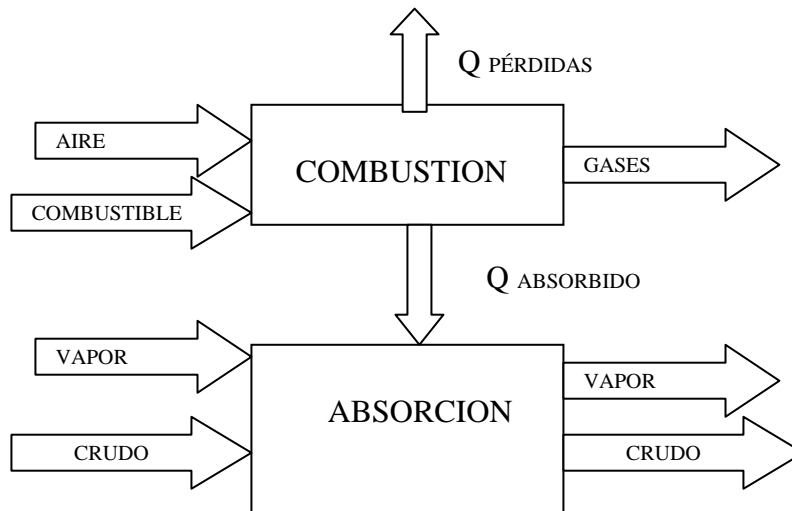 Q PÉRDIDAS
AIRE
COMBUSTION
GASES
COMBUSTIBLE
Q ABSORBIDO
VAPOR
VAPOR
ABSORCION
CRUDO
CRUDO